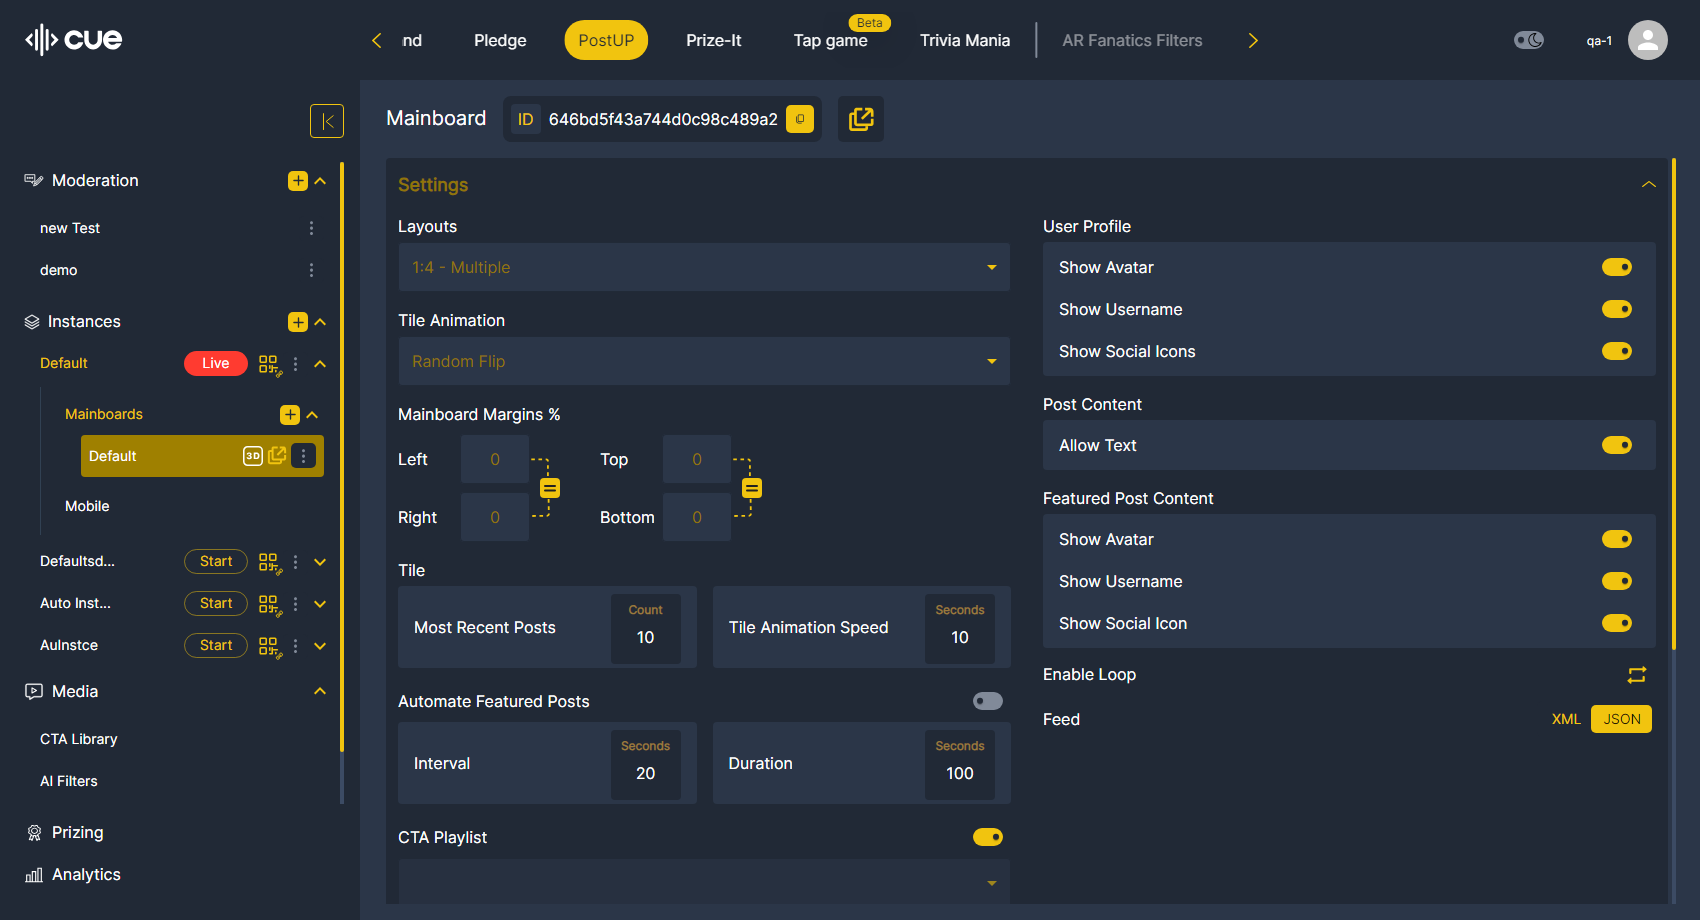 cue
nd
Pledge
PostUP
Prize-It
Beta
Tap game
Trivia Mania
AR Fanatics Filters
qa-1
Moderation
new Test
demo
Instances
Default
Live
Mainboards
Default
3D
Mobile
Defaultsd...
Start
Auto Inst...
Start
AuInstce
Start
Media
CTA Library
AI Filters
Prizing
Analytics
Mainboard
ID
646bd5f43a744d0c98c489a2
Settings
Layouts
1:4 - Multiple
Tile Animation
Random Flip
Mainboard Margins %
Left
0
Top
0
Right
0
Bottom
0
Tile
Most Recent Posts
Count
10
Tile Animation Speed
Seconds
10
Automate Featured Posts
Interval
Seconds
20
Duration
Seconds
100
CTA Playlist
User Profile
Show Avatar
Show Username
Show Social Icons
Post Content
Allow Text
Featured Post Content
Show Avatar
Show Username
Show Social Icon
Enable Loop
Feed
XML
JSON